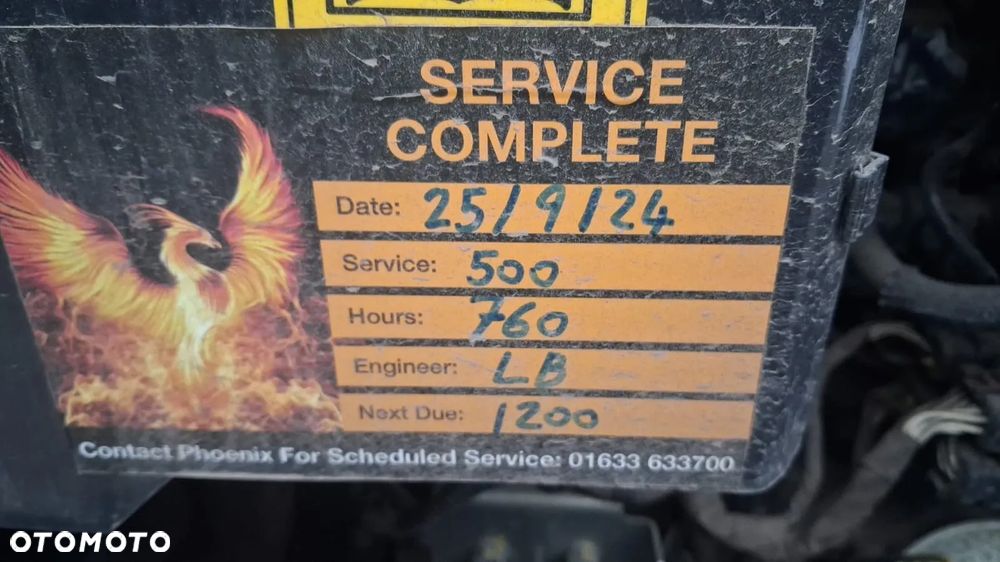 SERVICE
COMPLETE
Date: 25/9/24
Service: 500
Hours: 760
Engineer: LB
Next Due: 1200
Contact Phoenix For Scheduled Service: 01633 633700
OTOMOTO